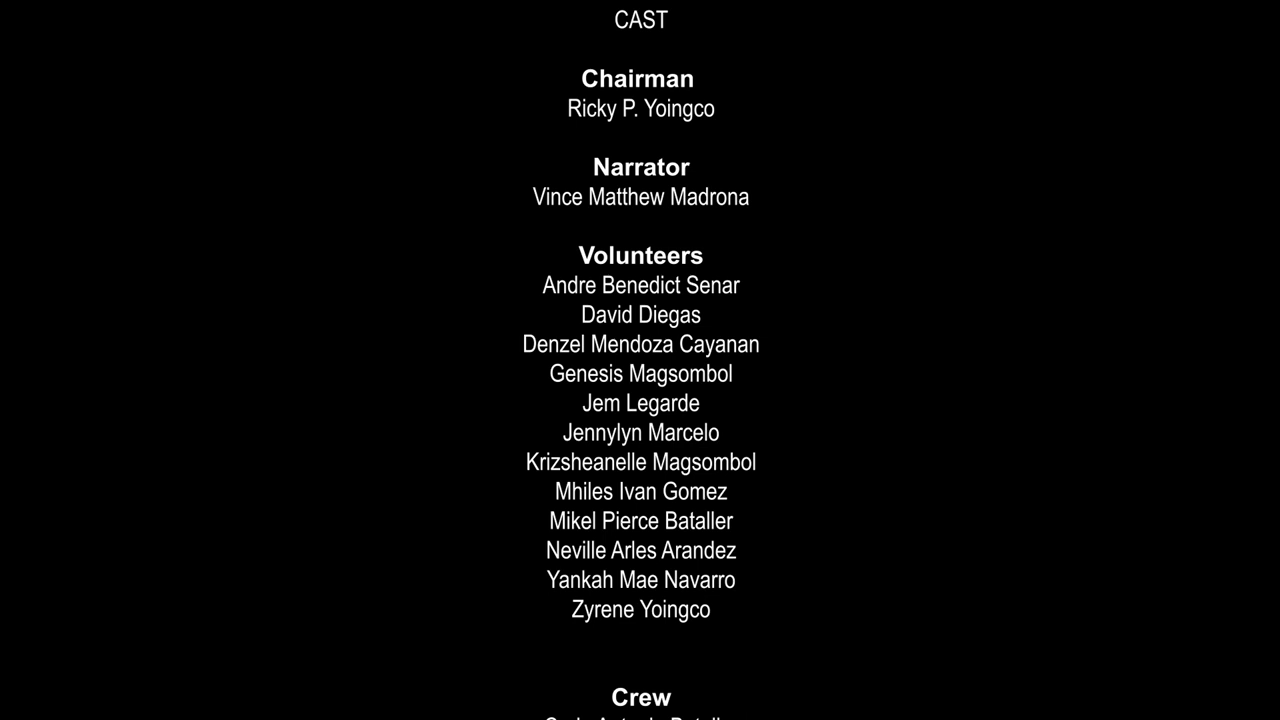 CAST
Chairman
Ricky P. Yoingco
Narrator
Vince Matthew Madrona
Volunteers
Andre Benedict Senar
David Diegas
Denzel Mendoza Cayanan
Genesis Magsombol
Jem Legarde
Jennylyn Marcelo
Krizsheanelle Magsombol
Mhiles Ivan Gomez
Mikel Pierce Bataller
Neville Arles Arandez
Yankah Mae Navarro
Zyrene Yoingco
Crew